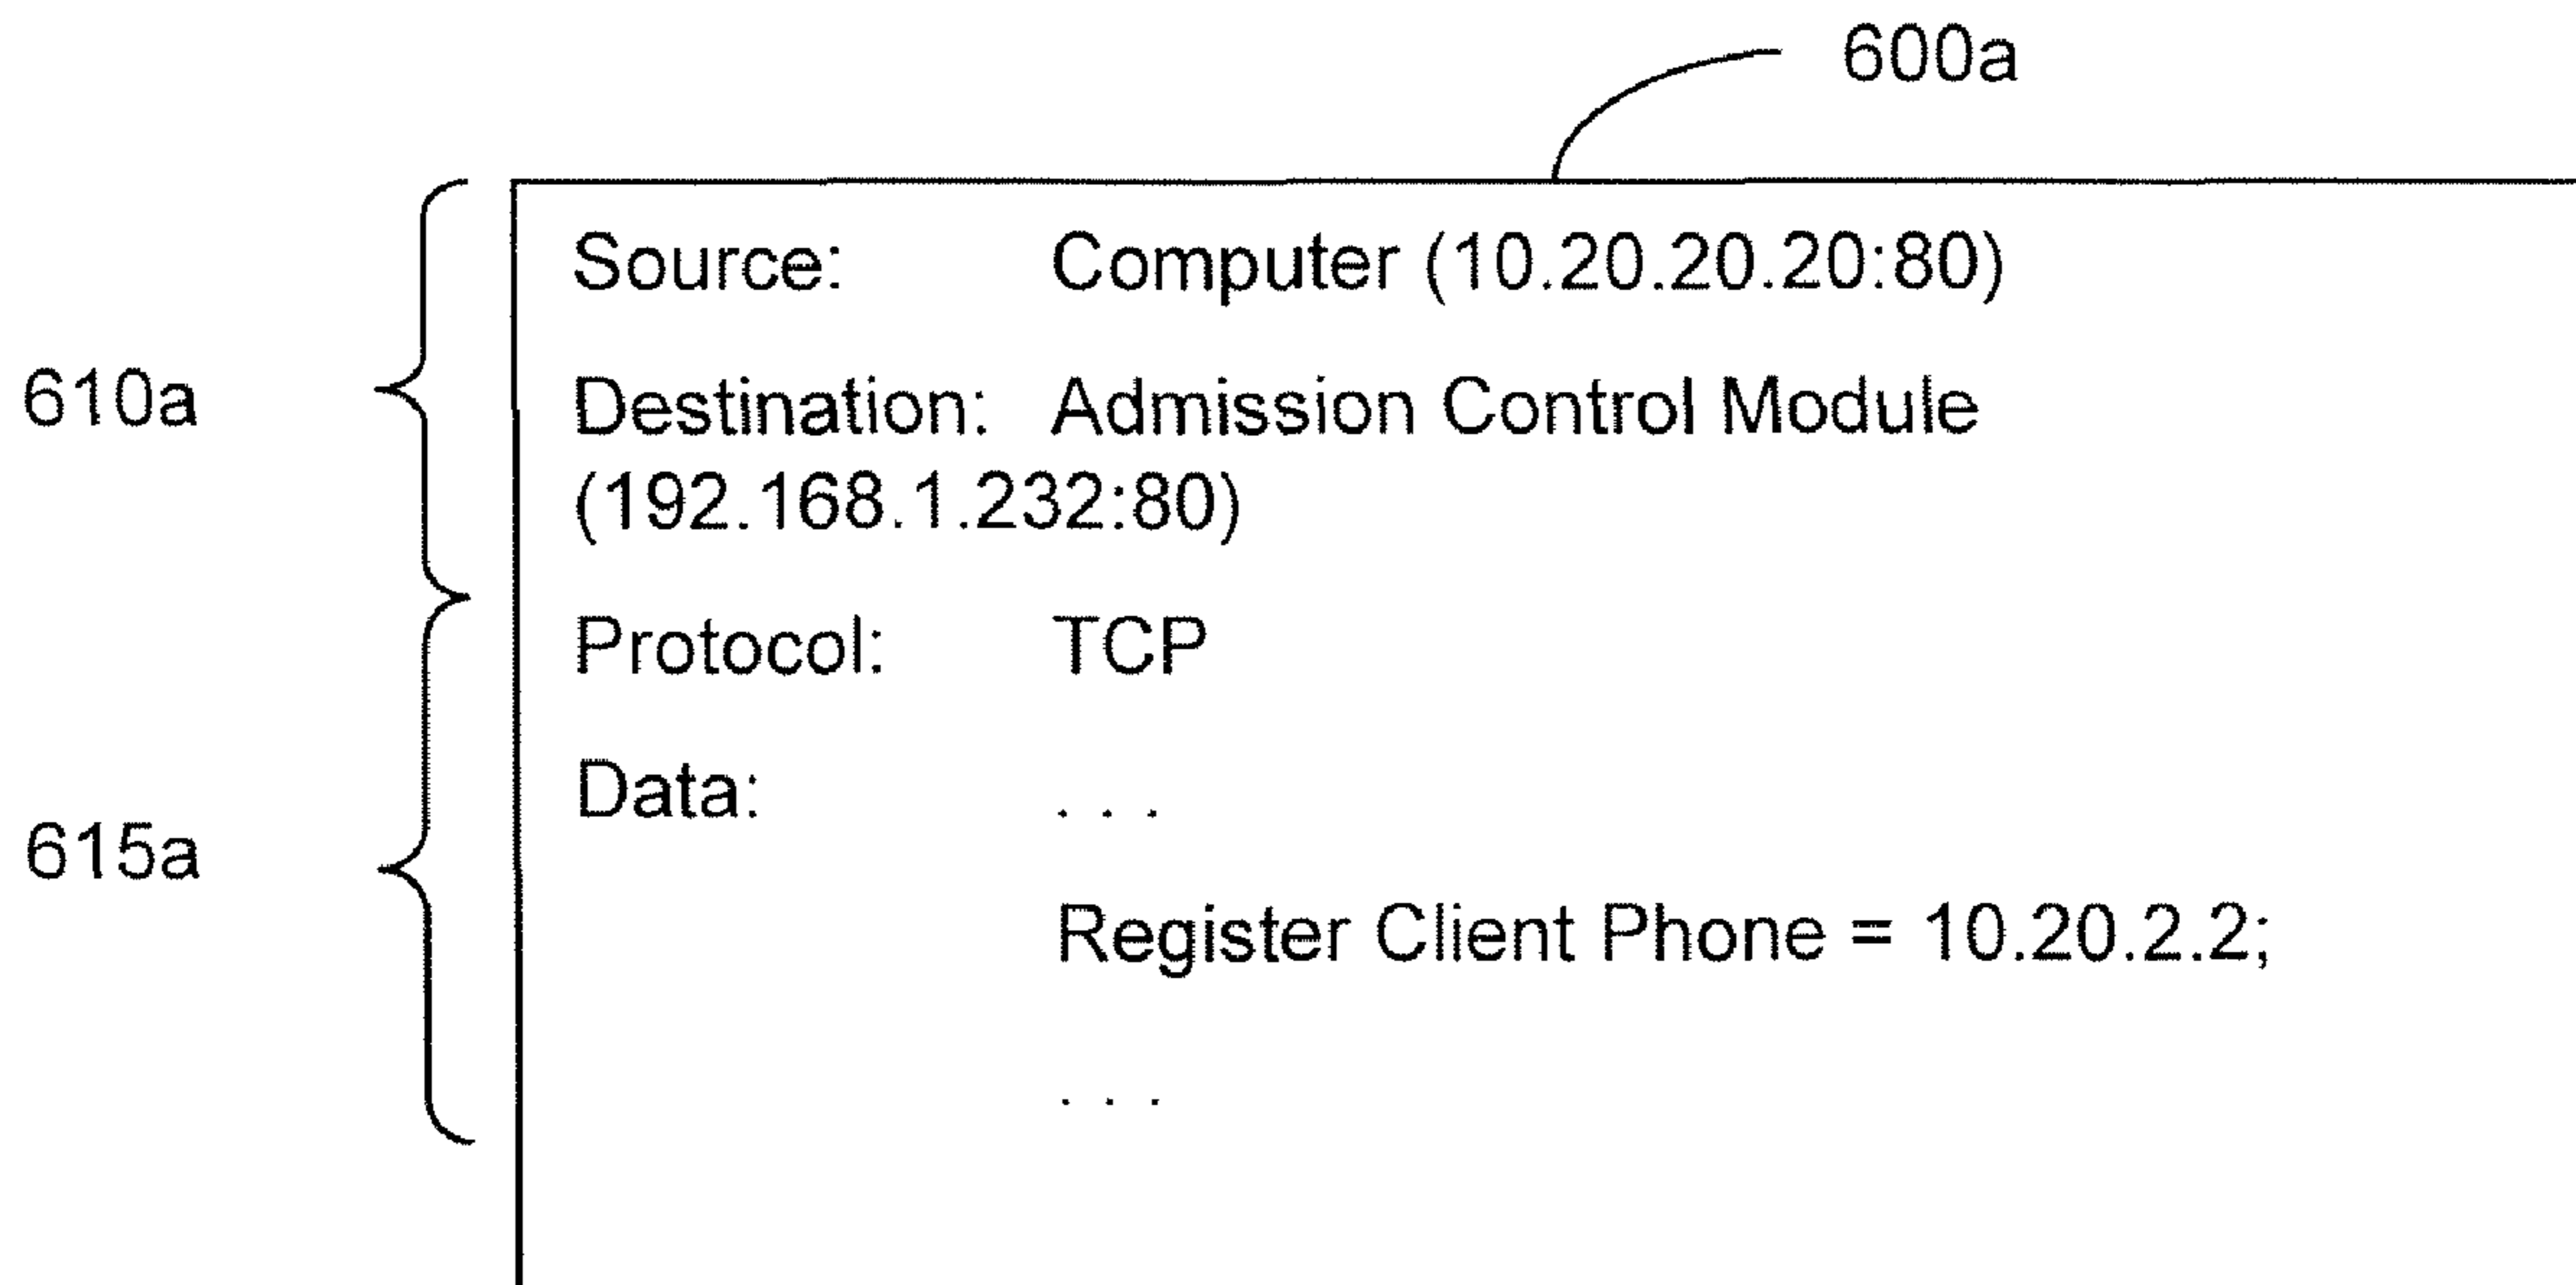 600a
Source: Computer (10.20.20.20:80)
610a
Destination: Admission Control Module
(192.168.1.232:80)
Protocol: TCP
Data: . . .
615a
Register Client Phone = 10.20.2.2;
. . .